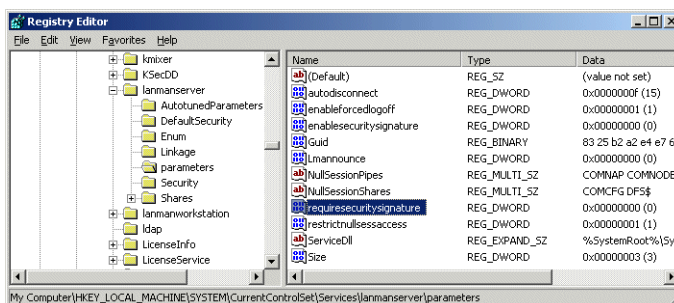 Registry Editor
File Edit View Favorites Help
kmixer
KSecDD
lanmanserver
AutotunedParameters
DefaultSecurity
Enum
Linkage
parameters
Security
Shares
lanmanworkstation
ldap
LicenseInfo
LicenseService
Name Type Data
(Default) REG_SZ (value not set)
autodisconnect REG_DWORD 0x0000000f (15)
enableforcedlogoff REG_DWORD 0x00000001 (1)
enablesecuritysignature REG_DWORD 0x00000000 (0)
Guid REG_BINARY 83 25 b2 a2 e4 e7 6
Lmannounce REG_DWORD 0x00000000 (0)
NullSessionPipes REG_MULTI_SZ COMNAP COMNODE
NullSessionShares REG_MULTI_SZ COMCFG DFS$
requiresecuritysignature REG_DWORD 0x00000000 (0)
restrictnullsessaccess REG_DWORD 0x00000001 (1)
ServiceDll REG_EXPAND_SZ %SystemRoot%\Sy
Size REG_DWORD 0x00000003 (3)
My Computer\HKEY_LOCAL_MACHINE\SYSTEM\CurrentControlSet\Services\lanmanserver\parameters